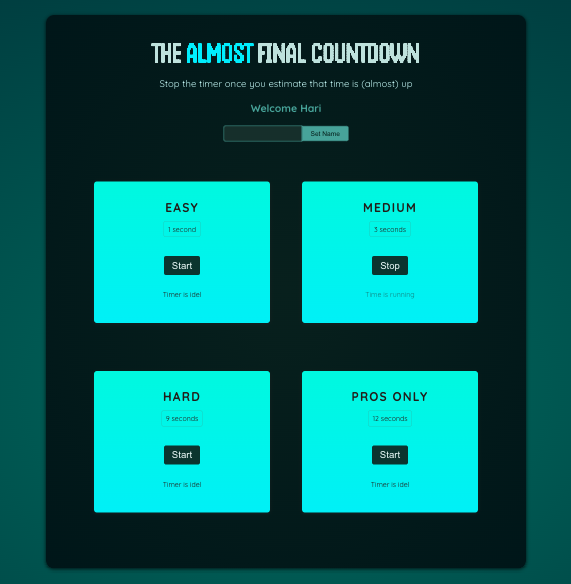 THE ALMOST FINAL COUNTDOWN
Stop the timer once you estimate that time is (almost) up
Welcome Hari
Set Name
EASY
1 second
Start
Timer is idel
MEDIUM
3 seconds
Stop
Time is running
HARD
9 seconds
Start
Timer is idel
PROS ONLY
12 seconds
Start
Timer is idel